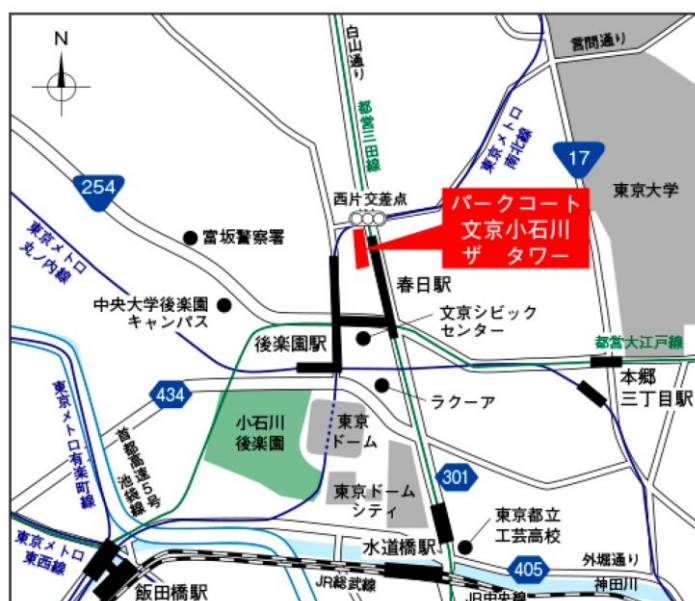 N
白山通り
都営三田線
言問通り
東京メトロ
南北線
17
254
西片交差点
パークコート
文京小石川
ザ タワー
東京大学
東京メトロ
丸ノ内線
富坂警察署
春日駅
中央大学後楽園
キャンパス
文京シビック
センター
後楽園駅
都営大江戸線
本郷
三丁目駅
434
ラクーア
小石川
後楽園
東京
ドーム
東京メトロ有楽町線
首都高速5号
池袋線
東京ドーム
シティ
301
東京メトロ
東西線
水道橋駅
東京都立
工芸高校
外堀通り
405
飯田橋駅
JR総武線
JR中央線
神田川